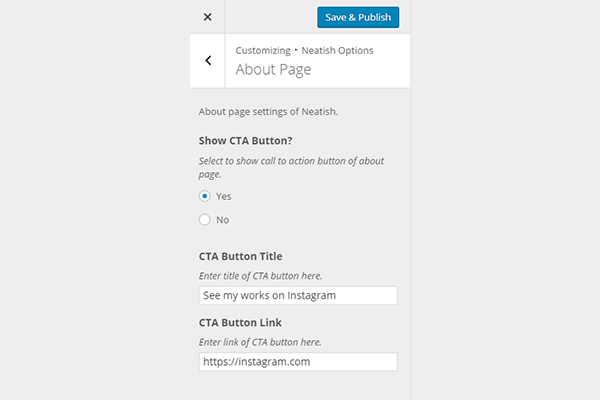 Save & Publish
Customizing • Neatish Options
About Page
About page settings of Neatish.
Show CTA Button?
Select to show call to action button of about
page.
Yes
No
CTA Button Title
Enter title of CTA button here.
See my works on Instagram
CTA Button Link
Enter link of CTA button here.
https://instagram.com